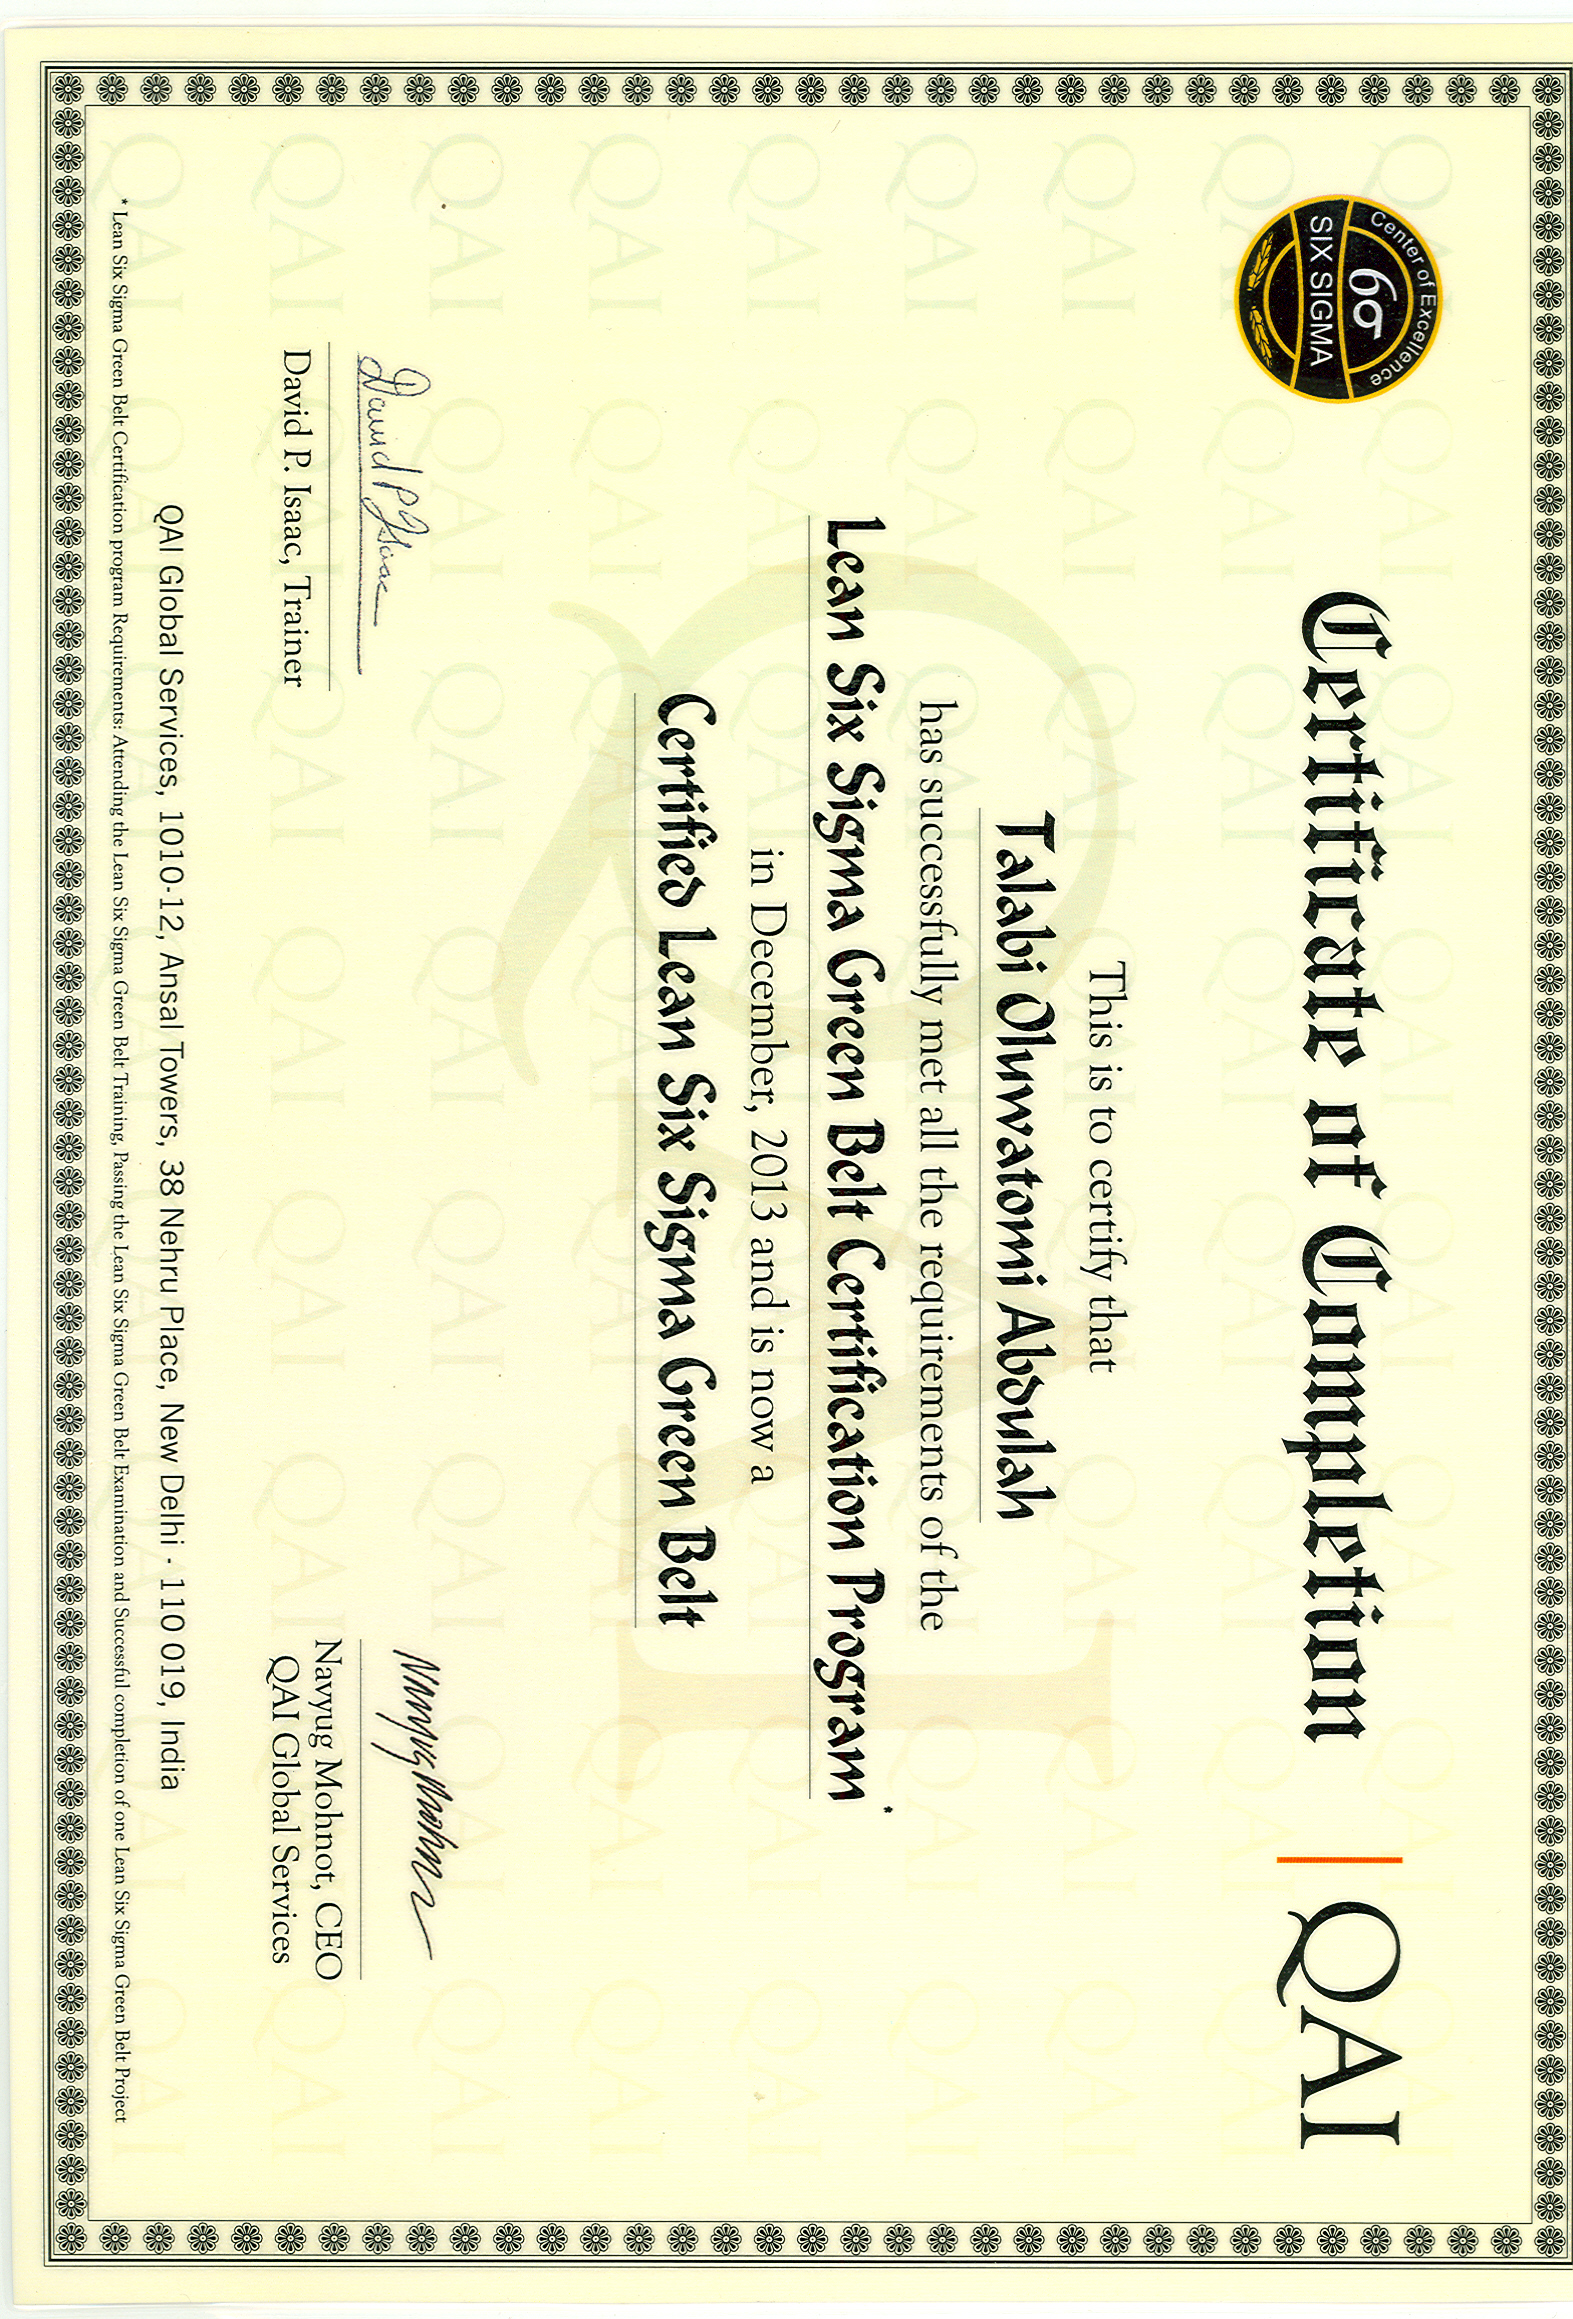 Center of Excellence
6σ
SIX SIGMA
Certificate of Completion
QAI
This is to certify that
Talabi Oluwatomi Abdulah
has successfully met all the requirements of the
Lean Six Sigma Green Belt Certification Program*
in December, 2013 and is now a
Certified Lean Six Sigma Green Belt
David P Isaac
David P. Isaac, Trainer
Navyug Mohnot, CEO
QAI Global Services
QAI Global Services, 1010-12, Ansal Towers, 38 Nehru Place, New Delhi - 110 019, India
* Lean Six Sigma Green Belt Certification program Requirements: Attending the Lean Six Sigma Green Belt Training, Passing the Lean Six Sigma Green Belt Examination and Successful completion of one Lean Six Sigma Green Belt Project